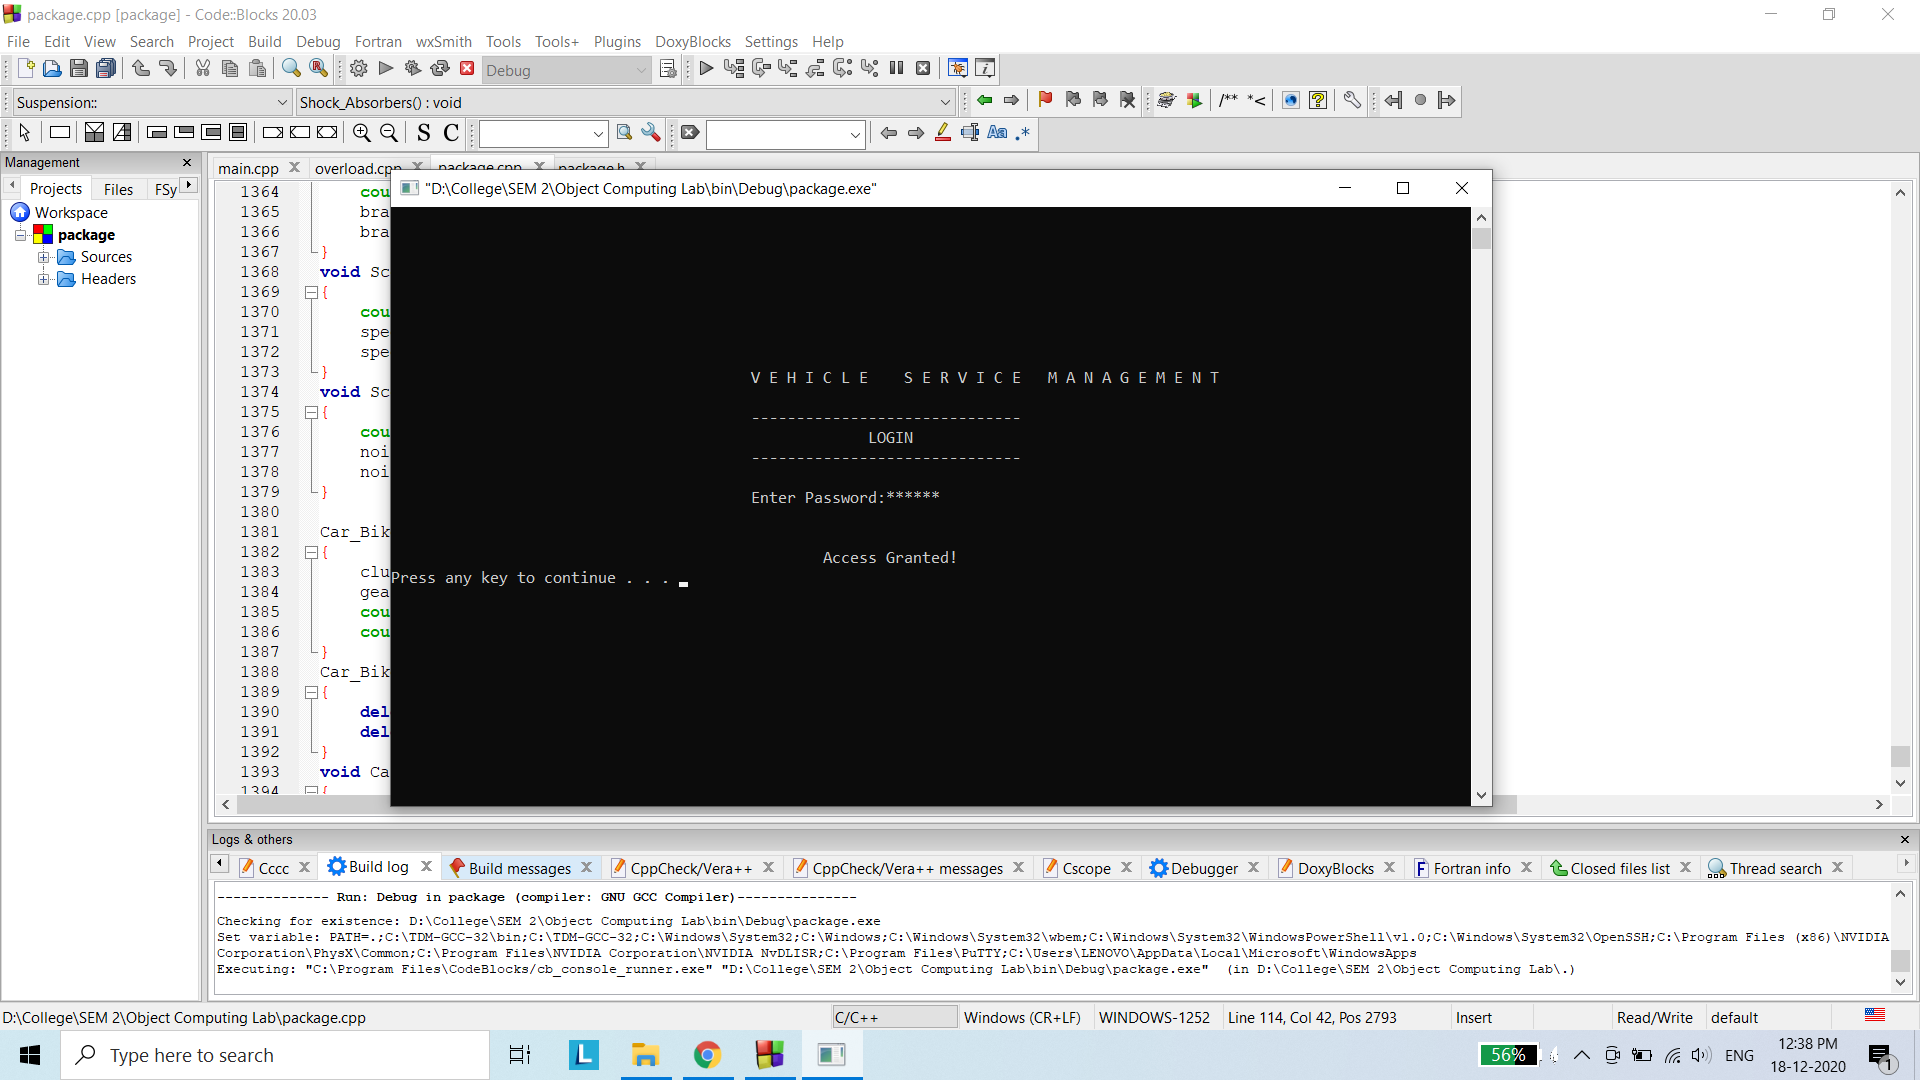 package.cpp [package] - Code::Blocks 20.03
File Edit View Search Project Build Debug Fortran wxSmith Tools Tools+ Plugins DoxyBlocks Settings Help
Debug
Suspension:: Shock_Absorbers() : void /** *<
S C Aa .*
Management
main.cpp overload.cpp package.cpp package.h
Projects Files FSy
Workspace
package
Sources
Headers
1364 cou
1365 bra
1366 bra
1367 }
1368 void Sc
1369 {
1370 cou
1371 spe
1372 spe
1373 }
1374 void Sc
1375 {
1376 cou
1377 noi
1378 noi
1379 }
1380
1381 Car_Bik
1382 {
1383 clu
1384 gea
1385 cou
1386 cou
1387 }
1388 Car_Bik
1389 {
1390 del
1391 del
1392 }
1393 void Ca
1394 {
"D:\College\SEM 2\Object Computing Lab\bin\Debug\package.exe"
V E H I C L E   S E R V I C E   M A N A G E M E N T
------------------------------
LOGIN
------------------------------
Enter Password:******
Access Granted!
Press any key to continue . . .
Logs & others
Cccc Build log Build messages CppCheck/Vera++ CppCheck/Vera++ messages Cscope Debugger DoxyBlocks Fortran info Closed files list Thread search
-------------- Run: Debug in package (compiler: GNU GCC Compiler)---------------
Checking for existence: D:\College\SEM 2\Object Computing Lab\bin\Debug\package.exe
Set variable: PATH=.;C:\TDM-GCC-32\bin;C:\TDM-GCC-32;C:\Windows\System32;C:\Windows;C:\Windows\System32\wbem;C:\Windows\System32\WindowsPowerShell\v1.0;C:\Windows\System32\OpenSSH;C:\Program Files (x86)\NVIDIA
Corporation\PhysX\Common;C:\Program Files\NVIDIA Corporation\NVIDIA NvDLISR;C:\Program Files\PuTTY;C:\Users\LENOVO\AppData\Local\Microsoft\WindowsApps
Executing: "C:\Program Files\CodeBlocks/cb_console_runner.exe" "D:\College\SEM 2\Object Computing Lab\bin\Debug\package.exe"  (in D:\College\SEM 2\Object Computing Lab\.)
D:\College\SEM 2\Object Computing Lab\package.cpp C/C++ Windows (CR+LF) WINDOWS-1252 Line 114, Col 42, Pos 2793 Insert Read/Write default
Type here to search L 56% ENG 12:38 PM
18-12-2020 1